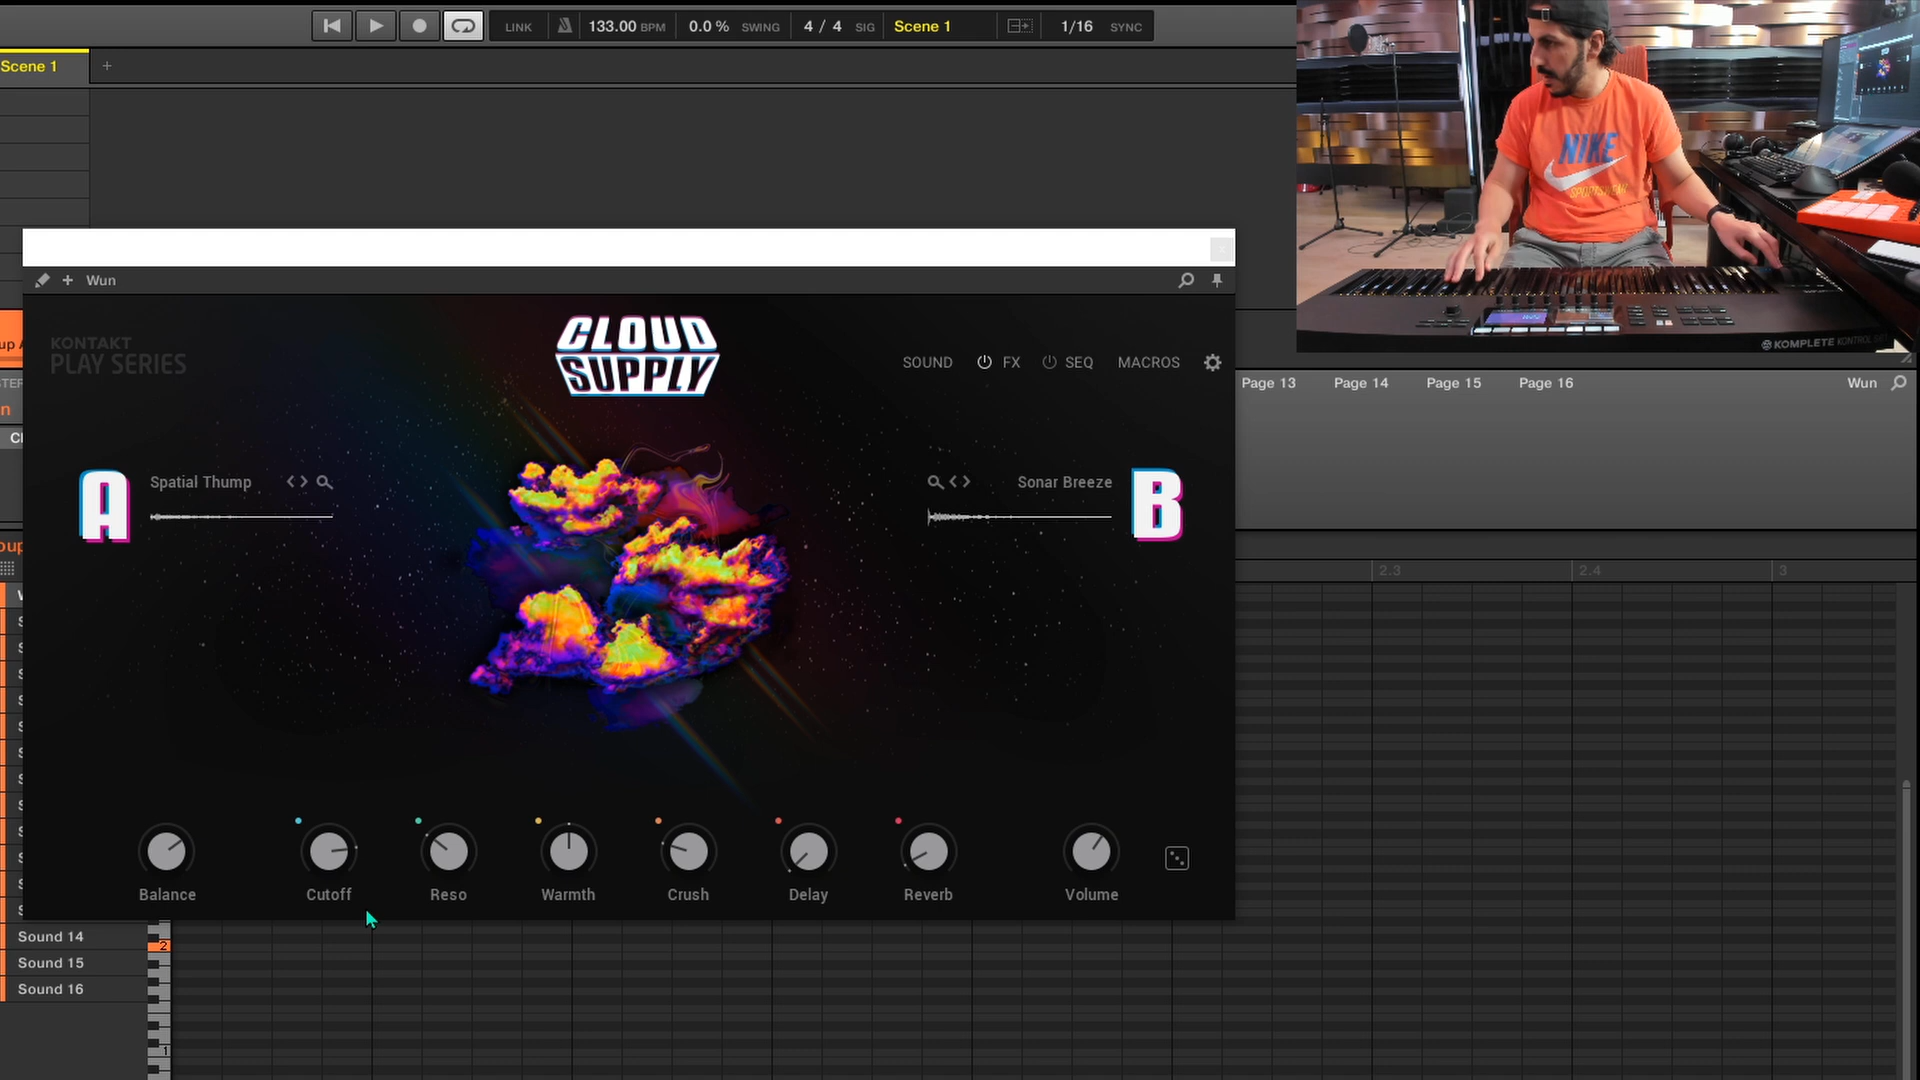 LINK
133.00 BPM
0.0 % SWING
4 / 4 SIG
Scene 1
1/16 SYNC
Scene 1
+
NIKE
KOMPLETE KONTROL
Wun
KONTAKT
PLAY SERIES
CLOUD
SUPPLY
SOUND
FX
SEQ
MACROS
Page 13
Page 14
Page 15
Page 16
Wun
A
Spatial Thump
Sonar Breeze
B
2.3
2.4
3
Balance
Cutoff
Reso
Warmth
Crush
Delay
Reverb
Volume
Sound 14
2
Sound 15
Sound 16
1